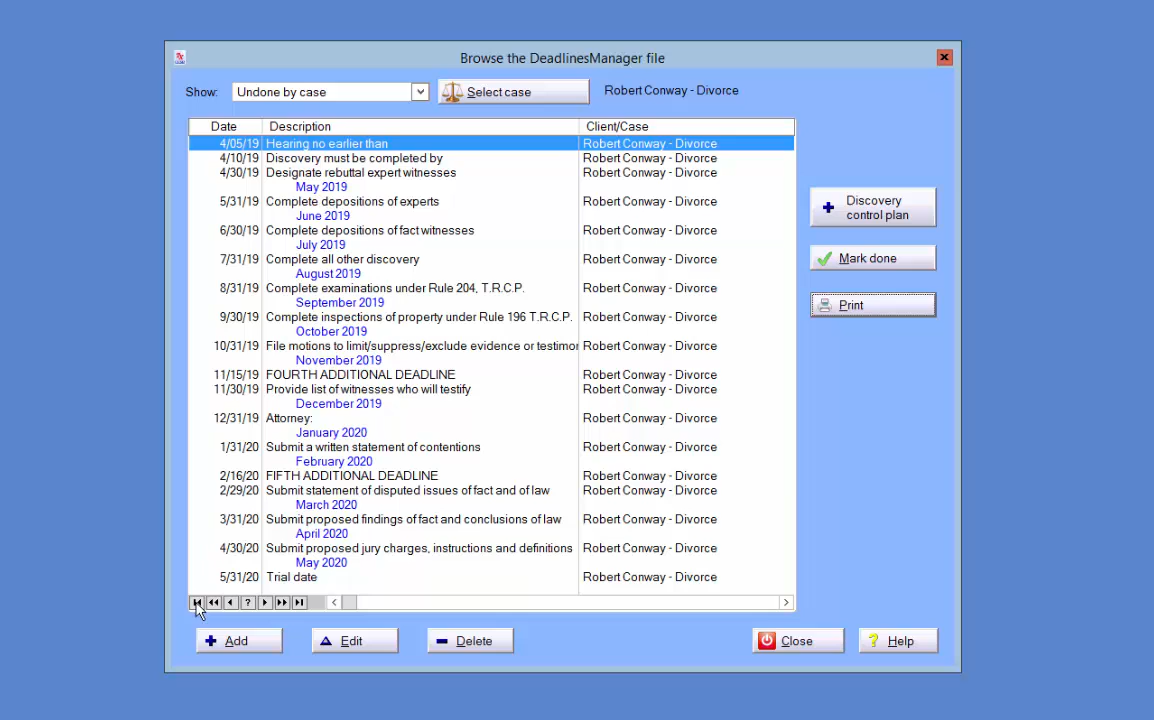 Browse the DeadlinesManager file
Show: Undone by case Select case Robert Conway - Divorce
Date Description Client/Case
4/05/19 Hearing no earlier than Robert Conway - Divorce
4/10/19 Discovery must be completed by Robert Conway - Divorce
4/30/19 Designate rebuttal expert witnesses Robert Conway - Divorce
May 2019
5/31/19 Complete depositions of experts Robert Conway - Divorce
June 2019
6/30/19 Complete depositions of fact witnesses Robert Conway - Divorce
July 2019
7/31/19 Complete all other discovery Robert Conway - Divorce
August 2019
8/31/19 Complete examinations under Rule 204, T.R.C.P. Robert Conway - Divorce
September 2019
9/30/19 Complete inspections of property under Rule 196 T.R.C.P. Robert Conway - Divorce
October 2019
10/31/19 File motions to limit/suppress/exclude evidence or testimor Robert Conway - Divorce
November 2019
11/15/19 FOURTH ADDITIONAL DEADLINE Robert Conway - Divorce
11/30/19 Provide list of witnesses who will testify Robert Conway - Divorce
December 2019
12/31/19 Attorney: Robert Conway - Divorce
January 2020
1/31/20 Submit a written statement of contentions Robert Conway - Divorce
February 2020
2/16/20 FIFTH ADDITIONAL DEADLINE Robert Conway - Divorce
2/29/20 Submit statement of disputed issues of fact and of law Robert Conway - Divorce
March 2020
3/31/20 Submit proposed findings of fact and conclusions of law Robert Conway - Divorce
April 2020
4/30/20 Submit proposed jury charges, instructions and definitions Robert Conway - Divorce
May 2020
5/31/20 Trial date Robert Conway - Divorce
Discovery
control plan
Mark done
Print
Add Edit Delete Close Help